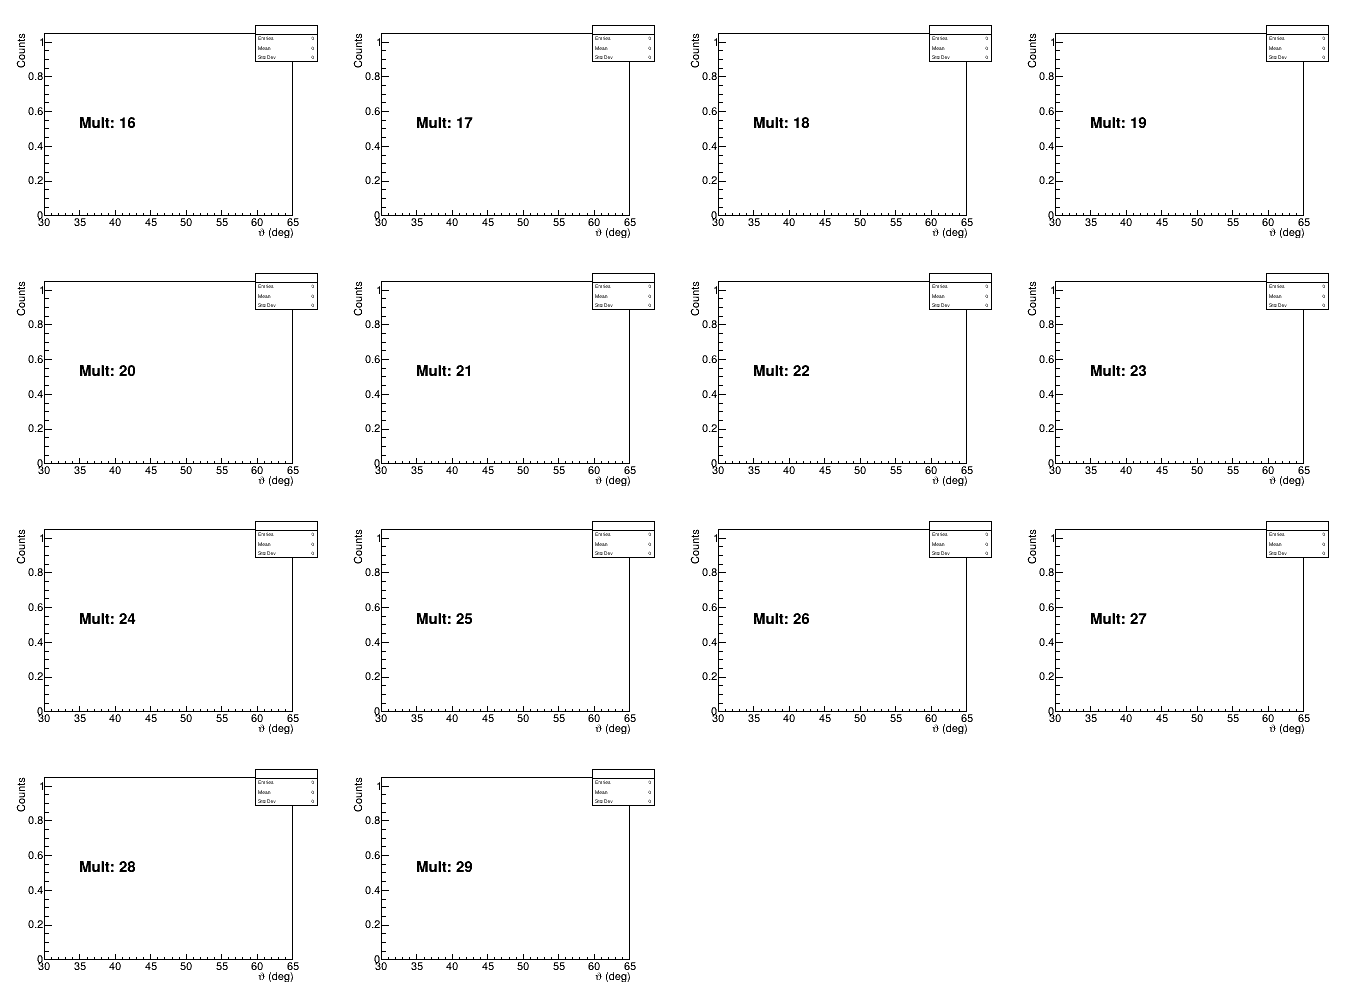 Counts
1
0.8
0.6
0.4
0.2
0
Entries 0
Mean 0
Std Dev 0
Mult: 16
30 35 40 45 50 55 60 65
ϑ (deg)
Counts
1
0.8
0.6
0.4
0.2
0
Entries 0
Mean 0
Std Dev 0
Mult: 17
30 35 40 45 50 55 60 65
ϑ (deg)
Counts
1
0.8
0.6
0.4
0.2
0
Entries 0
Mean 0
Std Dev 0
Mult: 18
30 35 40 45 50 55 60 65
ϑ (deg)
Counts
1
0.8
0.6
0.4
0.2
0
Entries 0
Mean 0
Std Dev 0
Mult: 19
30 35 40 45 50 55 60 65
ϑ (deg)
Counts
1
0.8
0.6
0.4
0.2
0
Entries 0
Mean 0
Std Dev 0
Mult: 20
30 35 40 45 50 55 60 65
ϑ (deg)
Counts
1
0.8
0.6
0.4
0.2
0
Entries 0
Mean 0
Std Dev 0
Mult: 21
30 35 40 45 50 55 60 65
ϑ (deg)
Counts
1
0.8
0.6
0.4
0.2
0
Entries 0
Mean 0
Std Dev 0
Mult: 22
30 35 40 45 50 55 60 65
ϑ (deg)
Counts
1
0.8
0.6
0.4
0.2
0
Entries 0
Mean 0
Std Dev 0
Mult: 23
30 35 40 45 50 55 60 65
ϑ (deg)
Counts
1
0.8
0.6
0.4
0.2
0
Entries 0
Mean 0
Std Dev 0
Mult: 24
30 35 40 45 50 55 60 65
ϑ (deg)
Counts
1
0.8
0.6
0.4
0.2
0
Entries 0
Mean 0
Std Dev 0
Mult: 25
30 35 40 45 50 55 60 65
ϑ (deg)
Counts
1
0.8
0.6
0.4
0.2
0
Entries 0
Mean 0
Std Dev 0
Mult: 26
30 35 40 45 50 55 60 65
ϑ (deg)
Counts
1
0.8
0.6
0.4
0.2
0
Entries 0
Mean 0
Std Dev 0
Mult: 27
30 35 40 45 50 55 60 65
ϑ (deg)
Counts
1
0.8
0.6
0.4
0.2
0
Entries 0
Mean 0
Std Dev 0
Mult: 28
30 35 40 45 50 55 60 65
ϑ (deg)
Counts
1
0.8
0.6
0.4
0.2
0
Entries 0
Mean 0
Std Dev 0
Mult: 29
30 35 40 45 50 55 60 65
ϑ (deg)